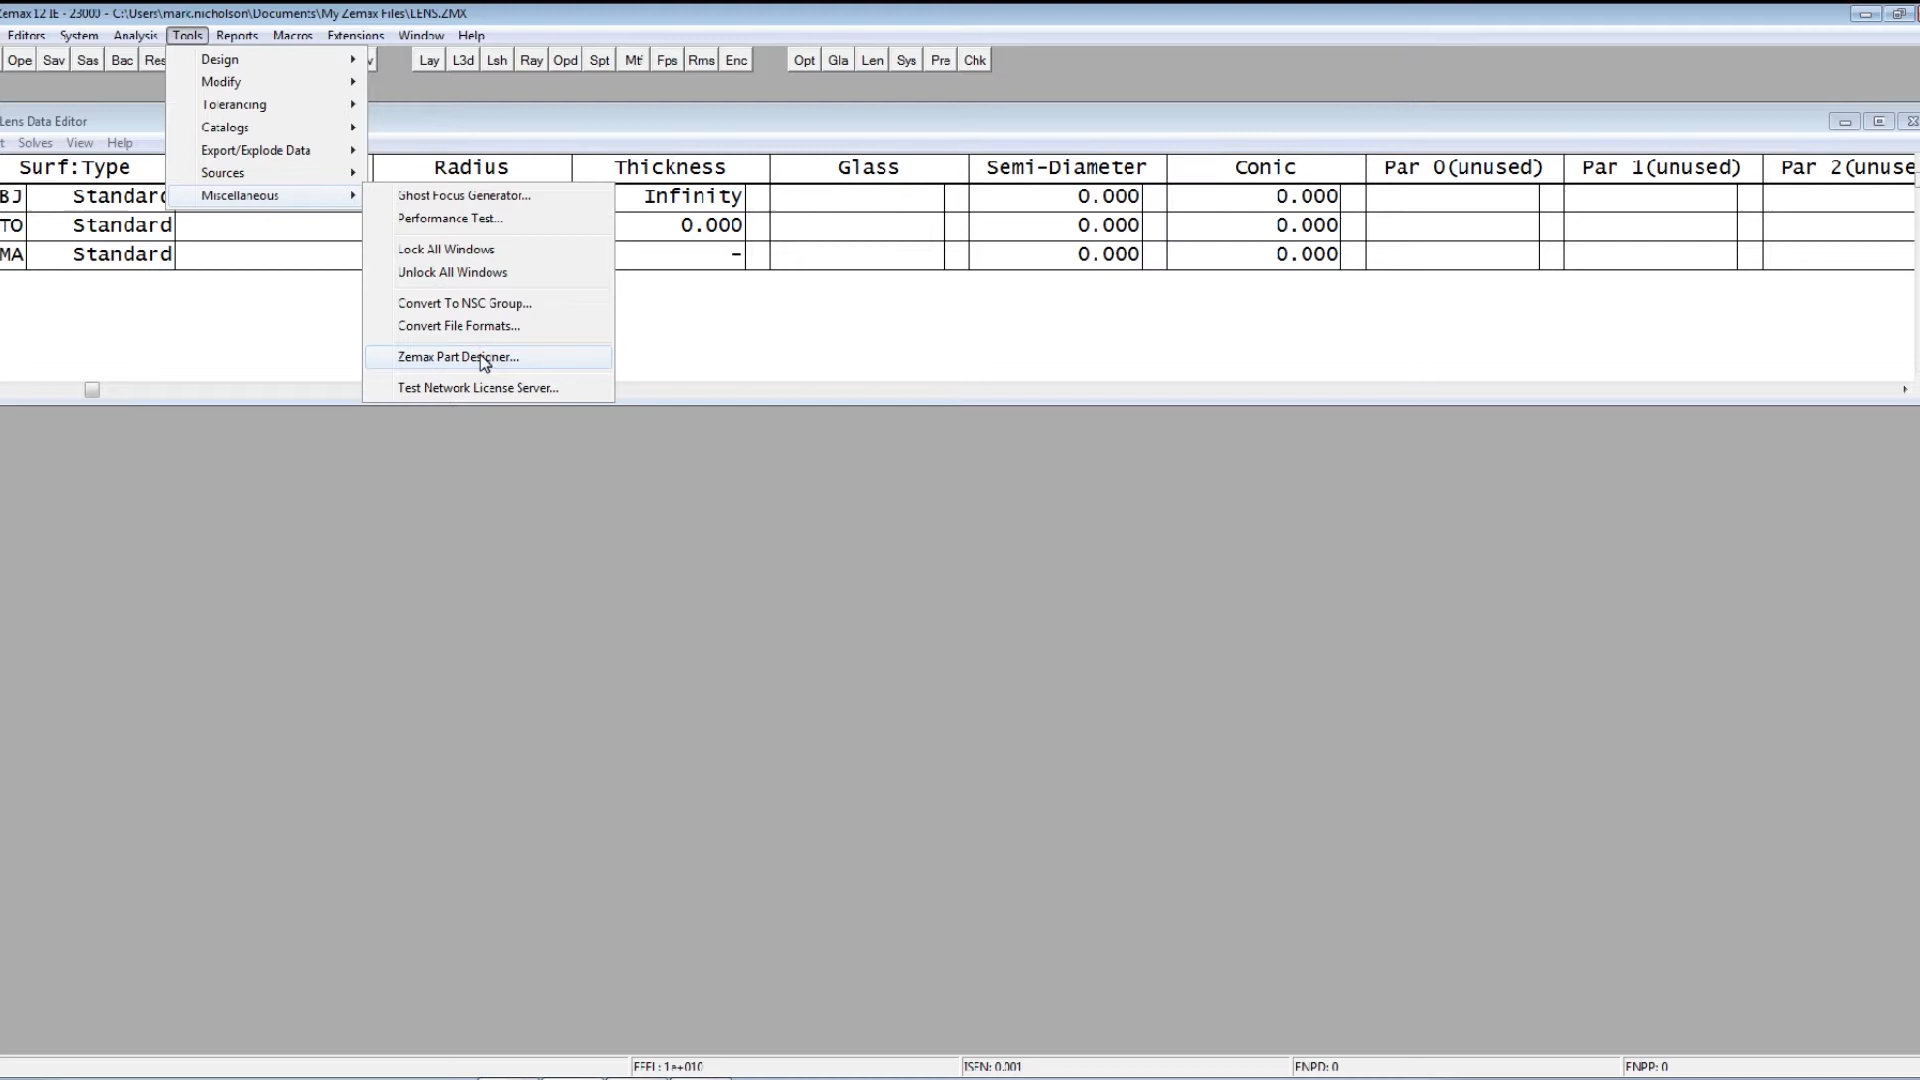 Zemax 12 IE - 23000 - C:\Users\mark.nicholson\Documents\My Zemax Files\LENS.ZMX
Editors System Analysis Tools Reports Macros Extensions Window Help
Ope Sav Sas Bac Res Lay L3d Lsh Ray Opd Spt Mtf Fps Rms Enc Opt Gla Len Sys Pre Chk
Design
Modify
Tolerancing
Catalogs
Export/Explode Data
Sources
Miscellaneous
Ghost Focus Generator...
Performance Test...
Lock All Windows
Unlock All Windows
Convert To NSC Group...
Convert File Formats...
Zemax Part Designer...
Test Network License Server...
Lens Data Editor
t Solves View Help
Surf:Type Radius Thickness Glass Semi-Diameter Conic Par 0(unused) Par 1(unused) Par 2(unuse
BJ Standard Infinity 0.000 0.000
TO Standard 0.000 0.000 0.000
MA Standard - 0.000 0.000
EFFL: 1e+010 ISFN: 0.001 ENPD: 0 ENPP: 0